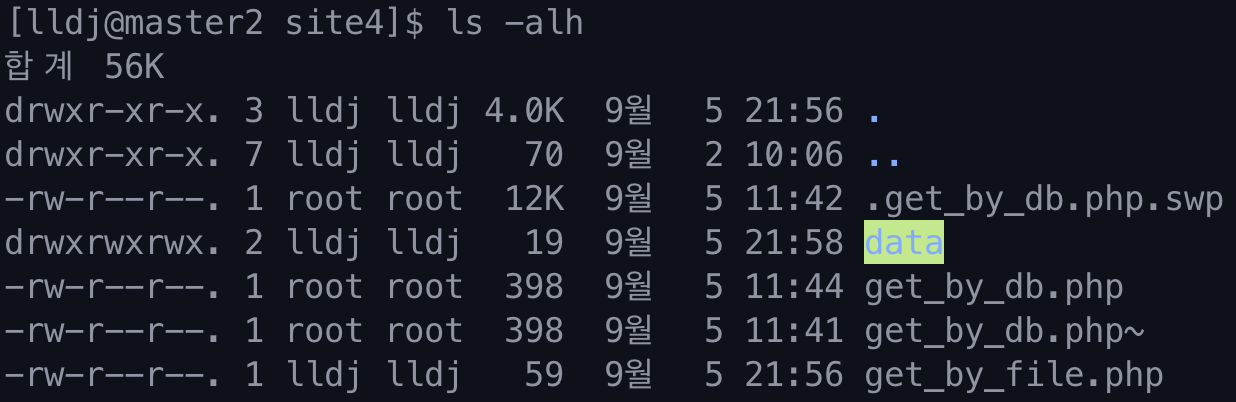 [lldj@master2 site4]$ ls -alh
합계 56K
drwxr-xr-x. 3 lldj lldj 4.0K 9월 5 21:56 .
drwxr-xr-x. 7 lldj lldj 70 9월 2 10:06 ..
-rw-r--r--. 1 root root 12K 9월 5 11:42 .get_by_db.php.swp
drwxrwxrwx. 2 lldj lldj 19 9월 5 21:58 data
-rw-r--r--. 1 root root 398 9월 5 11:44 get_by_db.php
-rw-r--r--. 1 root root 398 9월 5 11:41 get_by_db.php~
-rw-r--r--. 1 lldj lldj 59 9월 5 21:56 get_by_file.php